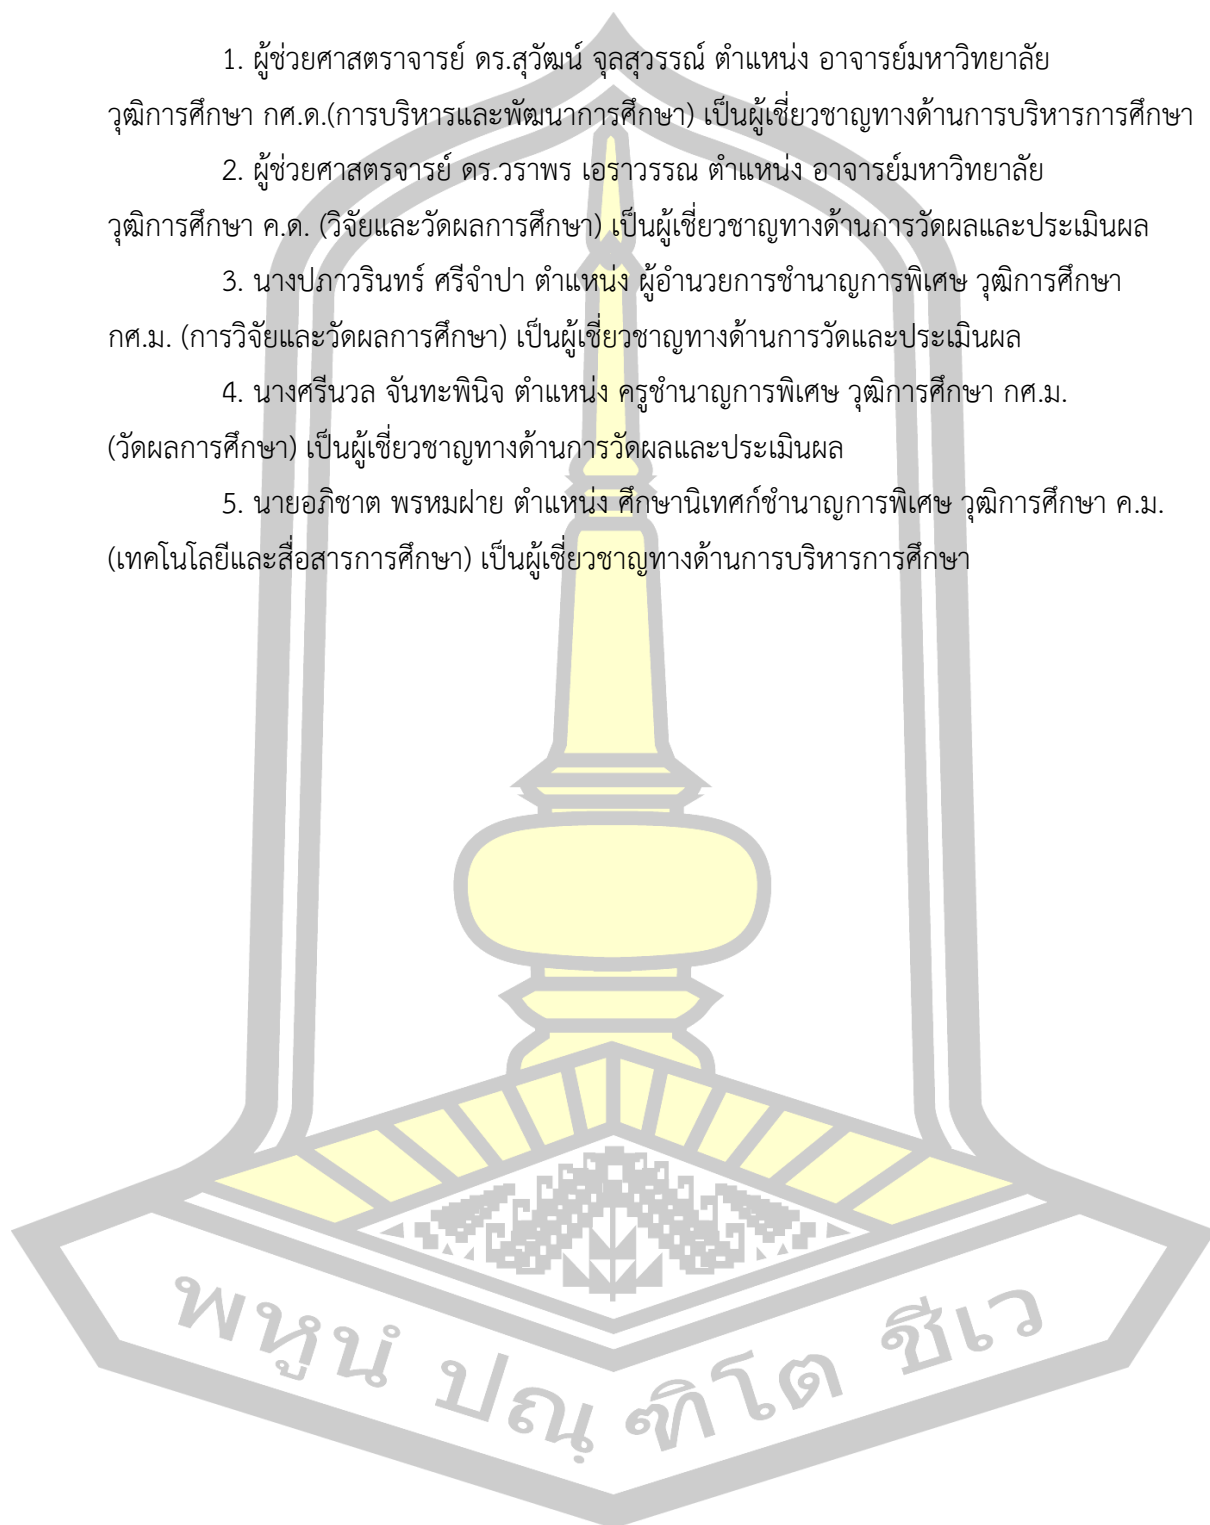 1. ผู้ช่วยศาสตราจารย์ ดร.สุวัฒน์ จุลสุวรรณ์ ตำแหน่ง อาจารย์มหาวิทยาลัย
วุฒิการศึกษา กศ.ด.(การบริหารและพัฒนาการศึกษา) เป็นผู้เชี่ยวชาญทางด้านการบริหารการศึกษา
2. ผู้ช่วยศาสตรจารย์ ดร.วราพร เอราวรรณ ตำแหน่ง อาจารย์มหาวิทยาลัย
วุฒิการศึกษา ค.ด. (วิจัยและวัดผลการศึกษา) เป็นผู้เชี่ยวชาญทางด้านการวัดผลและประเมินผล
3. นางปภาวรินทร์ ศรีจำปา ตำแหน่ง ผู้อำนวยการชำนาญการพิเศษ วุฒิการศึกษา
กศ.ม. (การวิจัยและวัดผลการศึกษา) เป็นผู้เชี่ยวชาญทางด้านการวัดและประเมินผล
4. นางศรีนวล จันทะพินิจ ตำแหน่ง ครูชำนาญการพิเศษ วุฒิการศึกษา กศ.ม.
(วัดผลการศึกษา) เป็นผู้เชี่ยวชาญทางด้านการวัดผลและประเมินผล
5. นายอภิชาต พรหมฝาย ตำแหน่ง ศึกษานิเทศก์ชำนาญการพิเศษ วุฒิการศึกษา ค.ม.
(เทคโนโลยีและสื่อสารการศึกษา) เป็นผู้เชี่ยวชาญทางด้านการบริหารการศึกษา
พหูนํ ปณฺ ฑิโต ชีเว